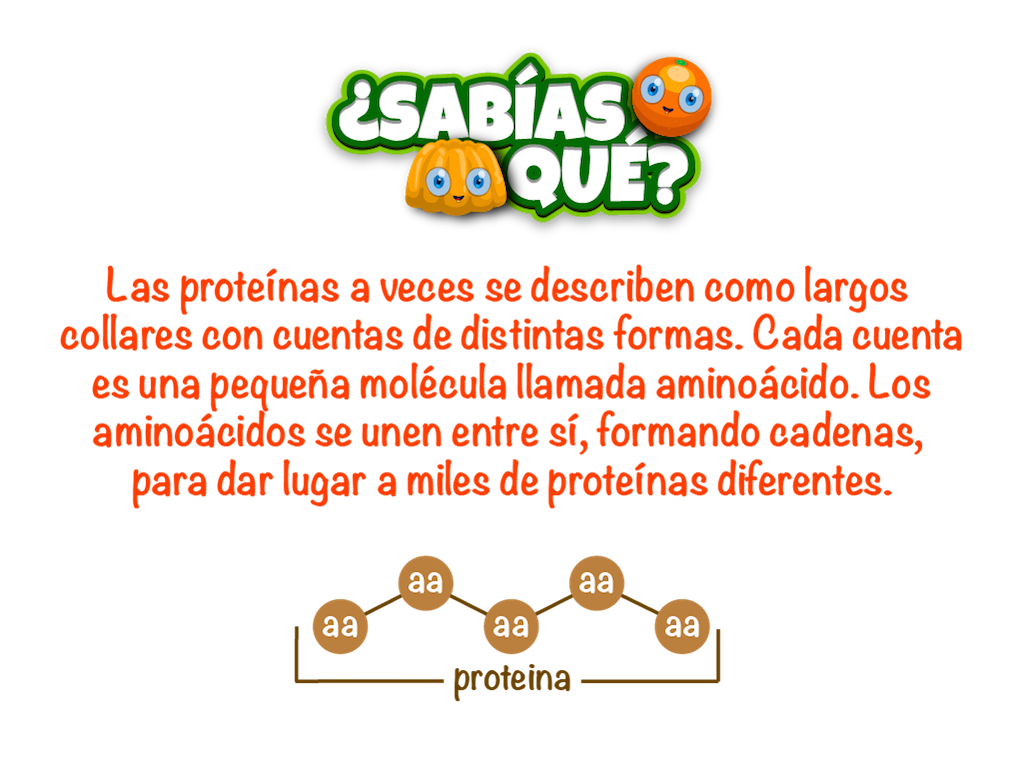 ¿SABÍAS
QUÉ?
Las proteínas a veces se describen como largos
collares con cuentas de distintas formas. Cada cuenta
es una pequeña molécula llamada aminoácido. Los
aminoácidos se unen entre sí, formando cadenas,
para dar lugar a miles de proteínas diferentes.
aa aa
aa aa aa
proteina